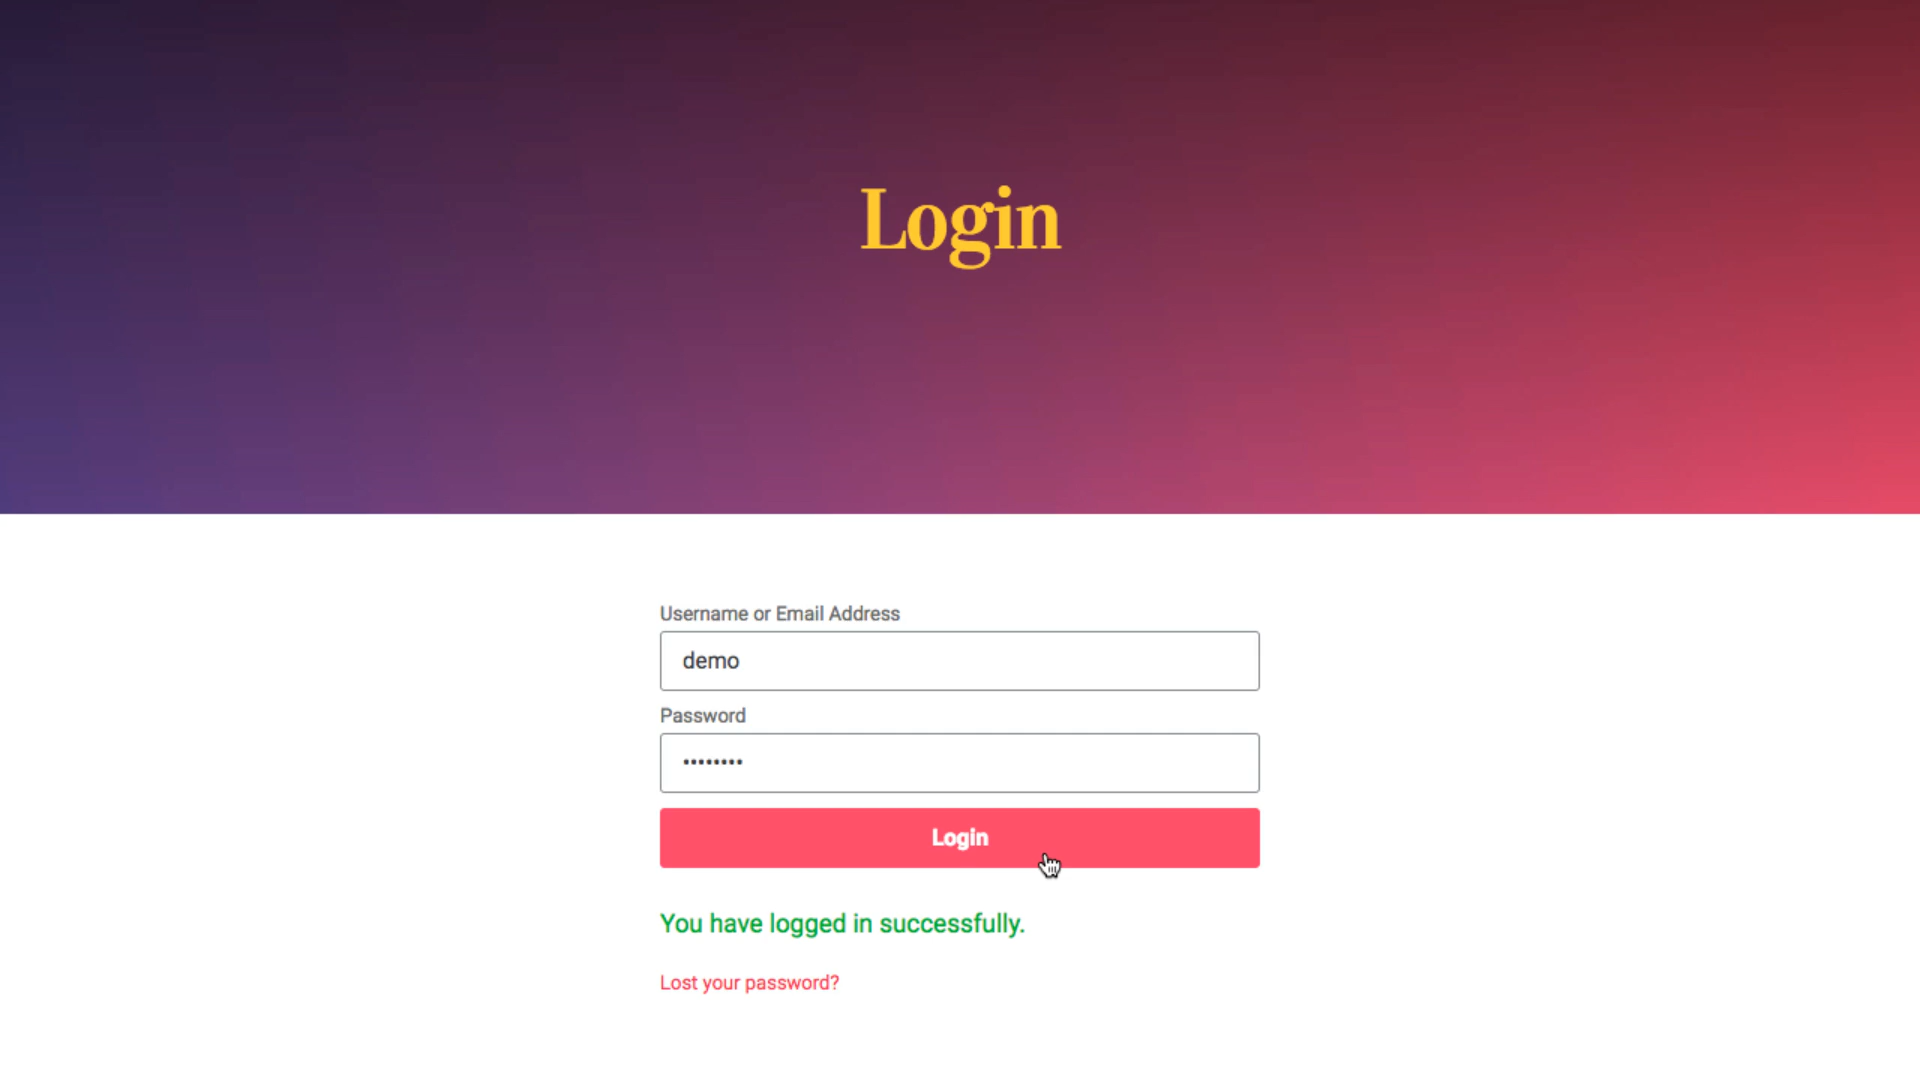 Login
Username or Email Address
demo
Password
••••••••
Login
You have logged in successfully.
Lost your password?